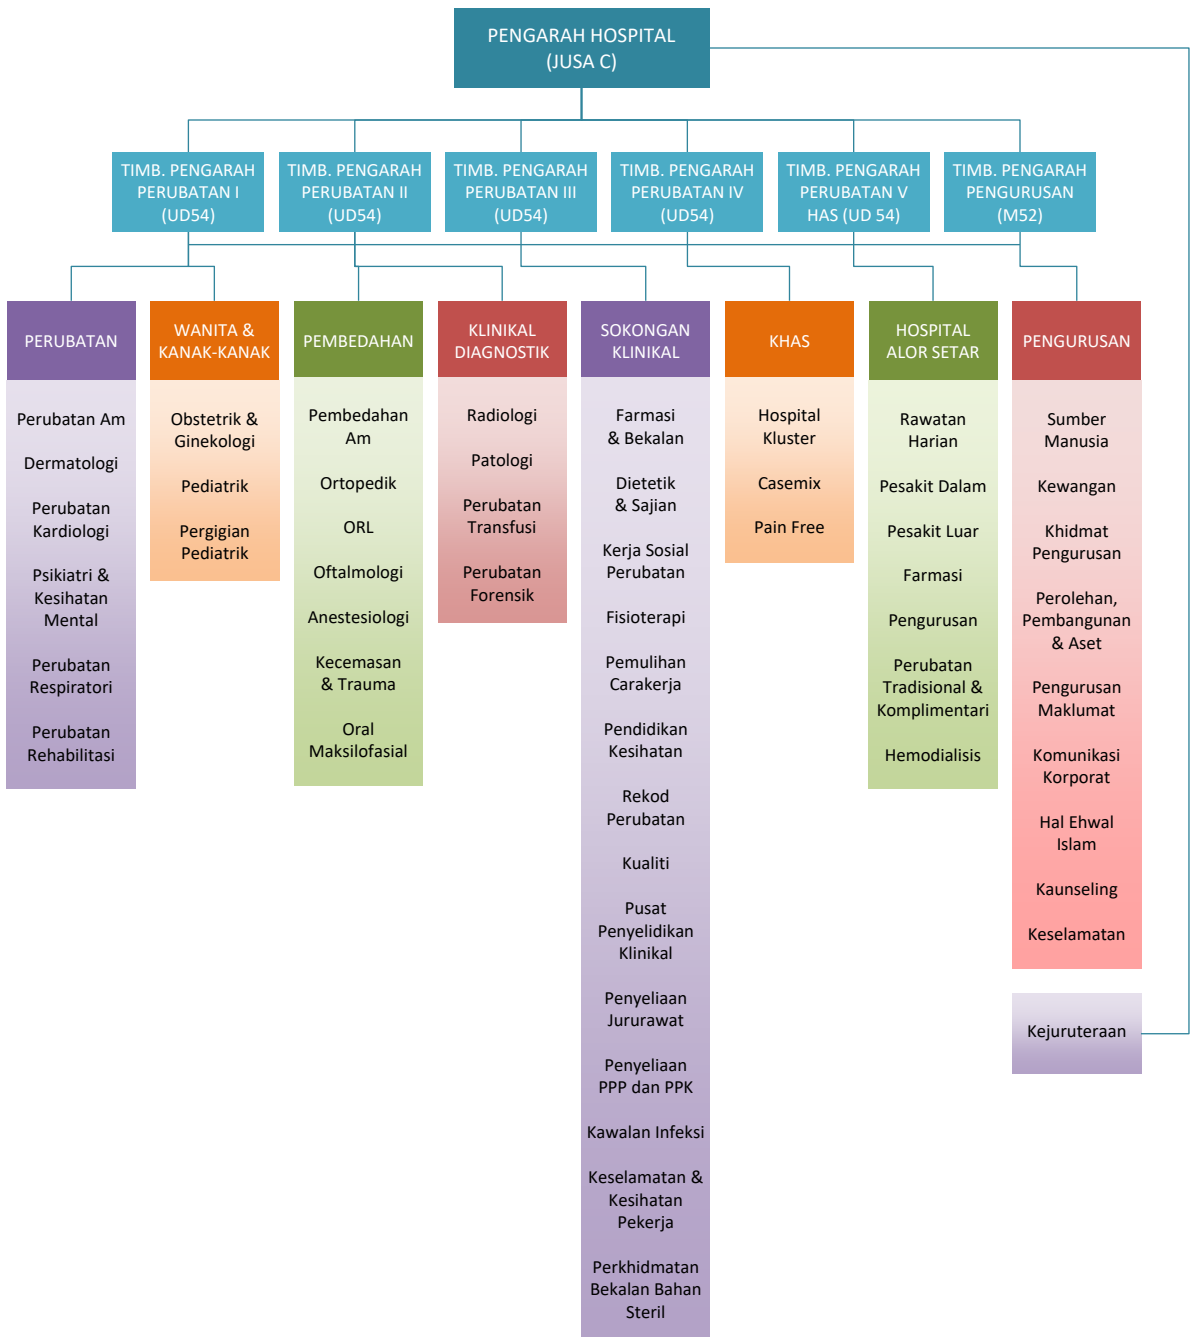 PENGARAH HOSPITAL
(JUSA C)
TIMB. PENGARAH
PERUBATAN I
(UD54)
TIMB. PENGARAH
PERUBATAN II
(UD54)
TIMB. PENGARAH
PERUBATAN III
(UD54)
TIMB. PENGARAH
PERUBATAN IV
(UD54)
TIMB. PENGARAH
PERUBATAN V
HAS (UD 54)
TIMB. PENGARAH
PENGURUSAN
(M52)
PERUBATAN
Perubatan Am
Dermatologi
Perubatan
Kardiologi
Psikiatri &
Kesihatan
Mental
Perubatan
Respiratori
Perubatan
Rehabilitasi
WANITA &
KANAK-KANAK
Obstetrik &
Ginekologi
Pediatrik
Pergigian
Pediatrik
PEMBEDAHAN
Pembedahan
Am
Ortopedik
ORL
Oftalmologi
Anestesiologi
Kecemasan
& Trauma
Oral
Maksilofasial
KLINIKAL
DIAGNOSTIK
Radiologi
Patologi
Perubatan
Transfusi
Perubatan
Forensik
SOKONGAN
KLINIKAL
Farmasi
& Bekalan
Dietetik
& Sajian
Kerja Sosial
Perubatan
Fisioterapi
Pemulihan
Carakerja
Pendidikan
Kesihatan
Rekod
Perubatan
Kualiti
Pusat
Penyelidikan
Klinikal
Penyeliaan
Jururawat
Penyeliaan
PPP dan PPK
Kawalan Infeksi
Keselamatan &
Kesihatan
Pekerja
Perkhidmatan
Bekalan Bahan
Steril
KHAS
Hospital
Kluster
Casemix
Pain Free
HOSPITAL
ALOR SETAR
Rawatan
Harian
Pesakit Dalam
Pesakit Luar
Farmasi
Pengurusan
Perubatan
Tradisional &
Komplimentari
Hemodialisis
PENGURUSAN
Sumber
Manusia
Kewangan
Khidmat
Pengurusan
Perolehan,
Pembangunan
& Aset
Pengurusan
Maklumat
Komunikasi
Korporat
Hal Ehwal
Islam
Kaunseling
Keselamatan
Kejuruteraan